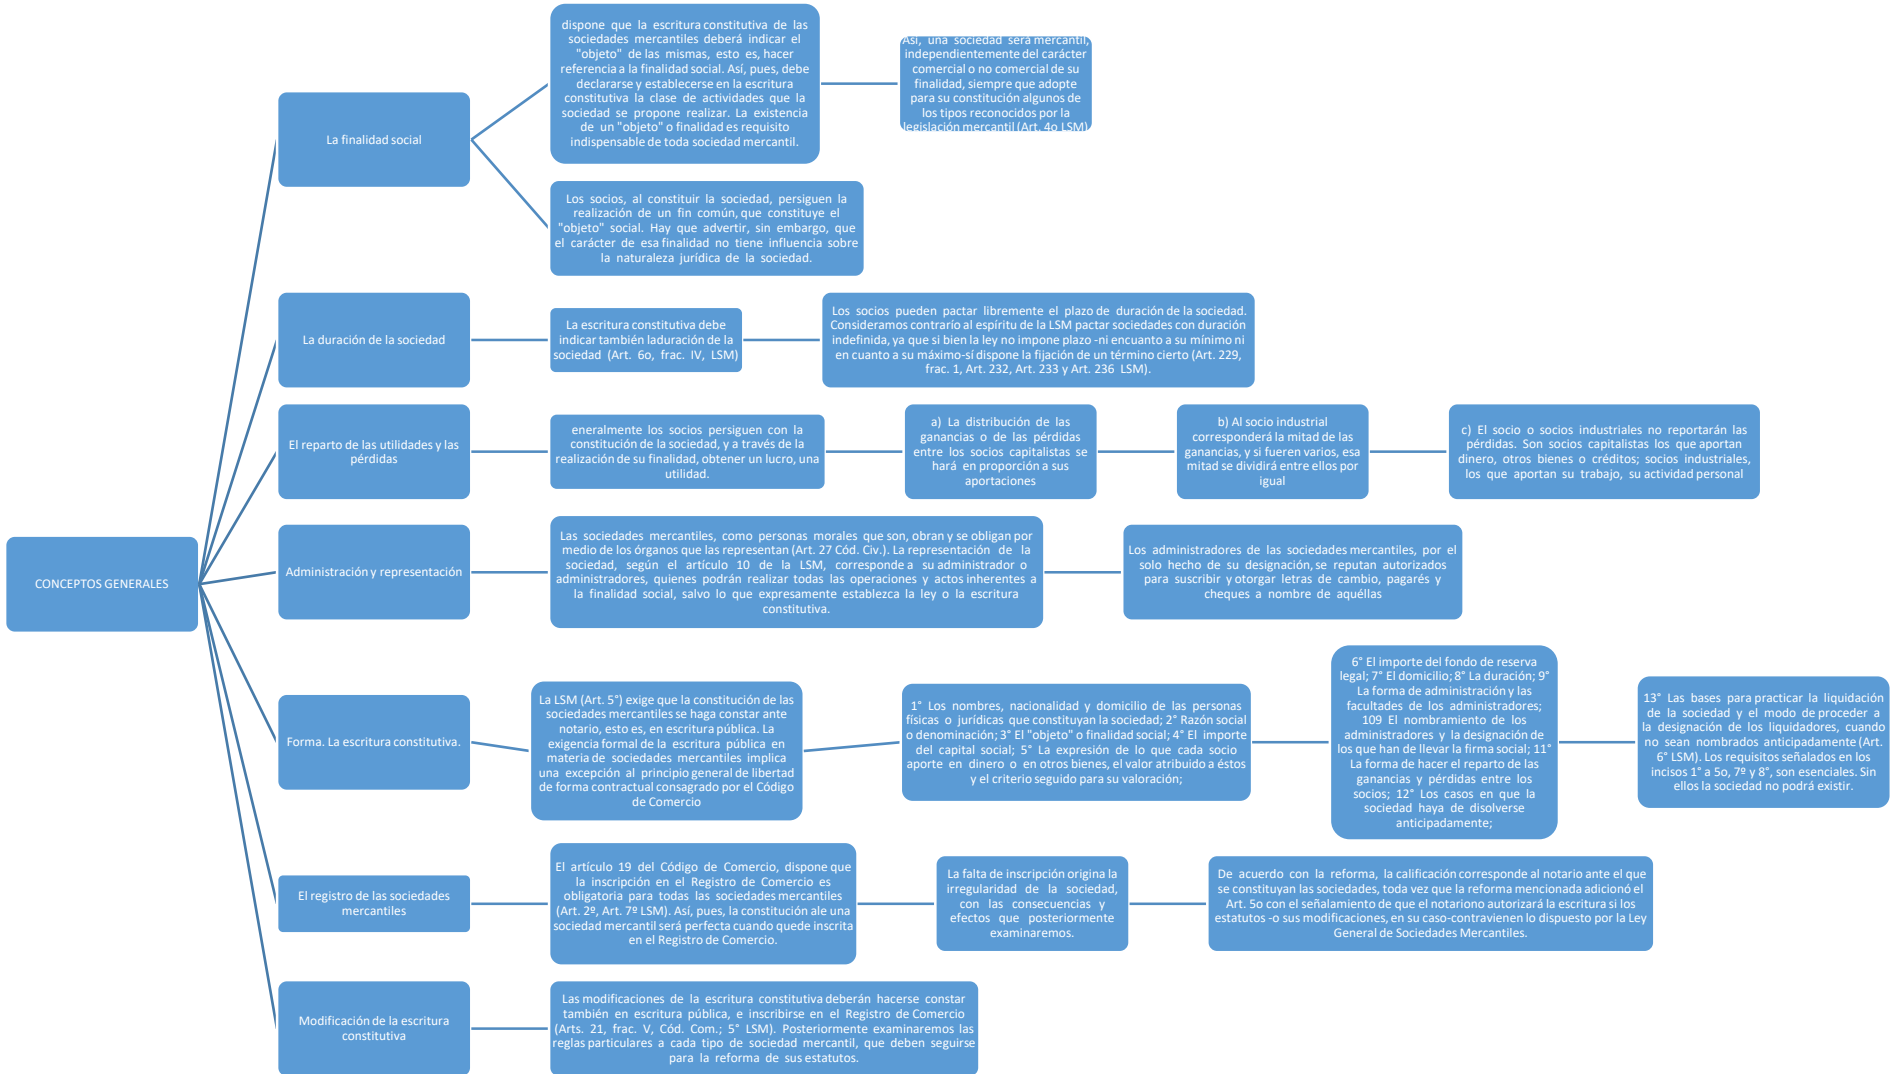 CONCEPTOS GENERALES
La finalidad social
dispone que la escritura constitutiva de las
sociedades mercantiles deberá indicar el
"objeto" de las mismas, esto es, hacer
referencia a la finalidad social. Así, pues, debe
declararse y establecerse en la escritura
constitutiva la clase de actividades que la
sociedad se propone realizar. La existencia
de un "objeto" o finalidad es requisito
indispensable de toda sociedad mercantil.
Así, una sociedad será mercantil,
independientemente del carácter
comercial o no comercial de su
finalidad, siempre que adopte
para su constitución algunos de
los tipos reconocidos por la
legislación mercantil (Art. 4o LSM)
Los socios, al constituir la sociedad, persiguen la
realización de un fin común, que constituye el
"objeto" social. Hay que advertir, sin embargo, que
el carácter de esa finalidad no tiene influencia sobre
la naturaleza jurídica de la sociedad.
La duración de la sociedad
La escritura constitutiva debe
indicar también laduración de la
sociedad (Art. 6o, frac. IV, LSM)
Los socios pueden pactar libremente el plazo de duración de la sociedad.
Consideramos contrarío al espíritu de la LSM pactar sociedades con duración
indefinida, ya que si bien la ley no impone plazo -ni encuanto a su mínimo ni
en cuanto a su máximo-sí dispone la fijación de un término cierto (Art. 229,
frac. 1, Art. 232, Art. 233 y Art. 236 LSM).
El reparto de las utilidades y las
pérdidas
eneralmente los socios persiguen con la
constitución de la sociedad, y a través de la
realización de su finalidad, obtener un lucro, una
utilidad.
a) La distribución de las
ganancias o de las pérdidas
entre los socios capitalistas se
hará en proporción a sus
aportaciones
b) Al socio industrial
corresponderá la mitad de las
ganancias, y si fueren varios, esa
mitad se dividirá entre ellos por
igual
c) El socio o socios industriales no reportarán las
pérdidas. Son socios capitalistas los que aportan
dinero, otros bienes o créditos; socios industriales,
los que aportan su trabajo, su actividad personal
Administración y representación
Las sociedades mercantiles, como personas morales que son, obran y se obligan por
medio de los órganos que las representan (Art. 27 Cód. Civ.). La representación de la
sociedad, según el artículo 10 de la LSM, corresponde a su administrador o
administradores, quienes podrán realizar todas las operaciones y actos inherentes a
la finalidad social, salvo lo que expresamente establezca la ley o la escritura
constitutiva.
Los administradores de las sociedades mercantiles, por el
solo hecho de su designación, se reputan autorizados
para suscribir y otorgar letras de cambio, pagarés y
cheques a nombre de aquéllas
Forma. La escritura constitutiva.
La LSM (Art. 5°) exige que la constitución de las
sociedades mercantiles se haga constar ante
notario, esto es, en escritura pública. La
exigencia formal de la escritura pública en
materia de sociedades mercantiles implica
una excepción al principio general de libertad
de forma contractual consagrado por el Código
de Comercio
1° Los nombres, nacionalidad y domicilio de las personas
físicas o jurídicas que constituyan la sociedad; 2° Razón social
o denominación; 3° El "objeto" o finalidad social; 4° El importe
del capital social; 5° La expresión de lo que cada socio
aporte en dinero o en otros bienes, el valor atribuido a éstos
y el criterio seguido para su valoración;
6° El importe del fondo de reserva
legal; 7° El domicilio; 8° La duración; 9°
La forma de administración y las
facultades de los administradores;
109 El nombramiento de los
administradores y la designación de
los que han de llevar la firma social; 11°
La forma de hacer el reparto de las
ganancias y pérdidas entre los
socios; 12° Los casos en que la
sociedad haya de disolverse
anticipadamente;
13° Las bases para practicar la liquidación
de la sociedad y el modo de proceder a
la designación de los liquidadores, cuando
no sean nombrados anticipadamente (Art.
6° LSM). Los requisitos señalados en los
incisos 1° a 5o, 7º y 8°, son esenciales. Sin
ellos la sociedad no podrá existir.
El registro de las sociedades
mercantiles
El artículo 19 del Código de Comercio, dispone que
la inscripción en el Registro de Comercio es
obligatoria para todas las sociedades mercantiles
(Art. 2º, Art. 7º LSM). Así, pues, la constitución ale una
sociedad mercantil será perfecta cuando quede inscrita
en el Registro de Comercio.
La falta de inscripción origina la
irregularidad de la sociedad,
con las consecuencias y
efectos que posteriormente
examinaremos.
De acuerdo con la reforma, la calificación corresponde al notario ante el que
se constituyan las sociedades, toda vez que la reforma mencionada adicionó el
Art. 5o con el señalamiento de que el notariono autorizará la escritura si los
estatutos -o sus modificaciones, en su caso-contravienen lo dispuesto por la Ley
General de Sociedades Mercantiles.
Modificación de la escritura
constitutiva
Las modificaciones de la escritura constitutiva deberán hacerse constar
también en escritura pública, e inscribirse en el Registro de Comercio
(Arts. 21, frac. V, Cód. Com.; 5° LSM). Posteriormente examinaremos las
reglas particulares a cada tipo de sociedad mercantil, que deben seguirse
para la reforma de sus estatutos.